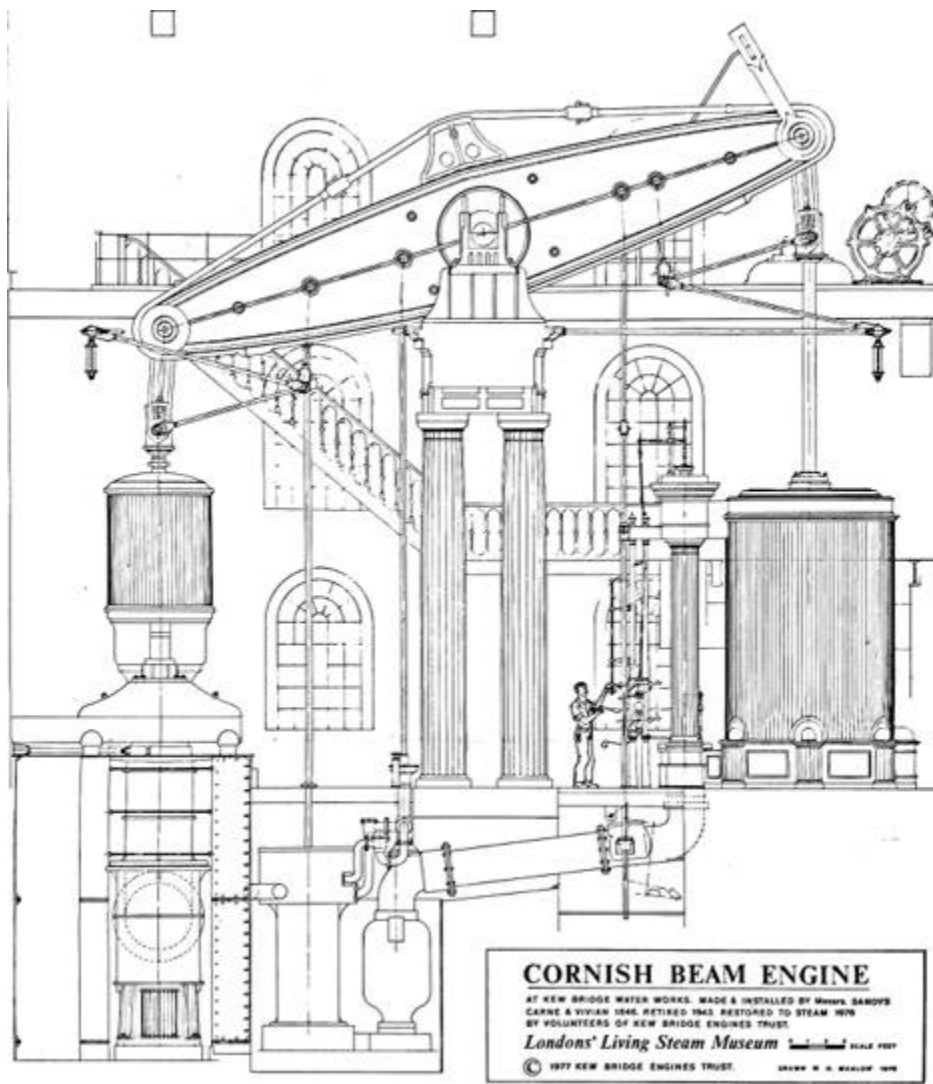 CORNISH BEAM ENGINE
AT KEW BRIDGE WATER WORKS. MADE & INSTALLED BY Messrs. SANDYS
CARNE & VIVIAN 1846. RETIRED 1943. RESTORED TO STEAM 1976
BY VOLUNTEERS OF KEW BRIDGE ENGINES TRUST.
Londons' Living Steam Museum SCALE FEET
© 1977 KEW BRIDGE ENGINES TRUST. DRAWN